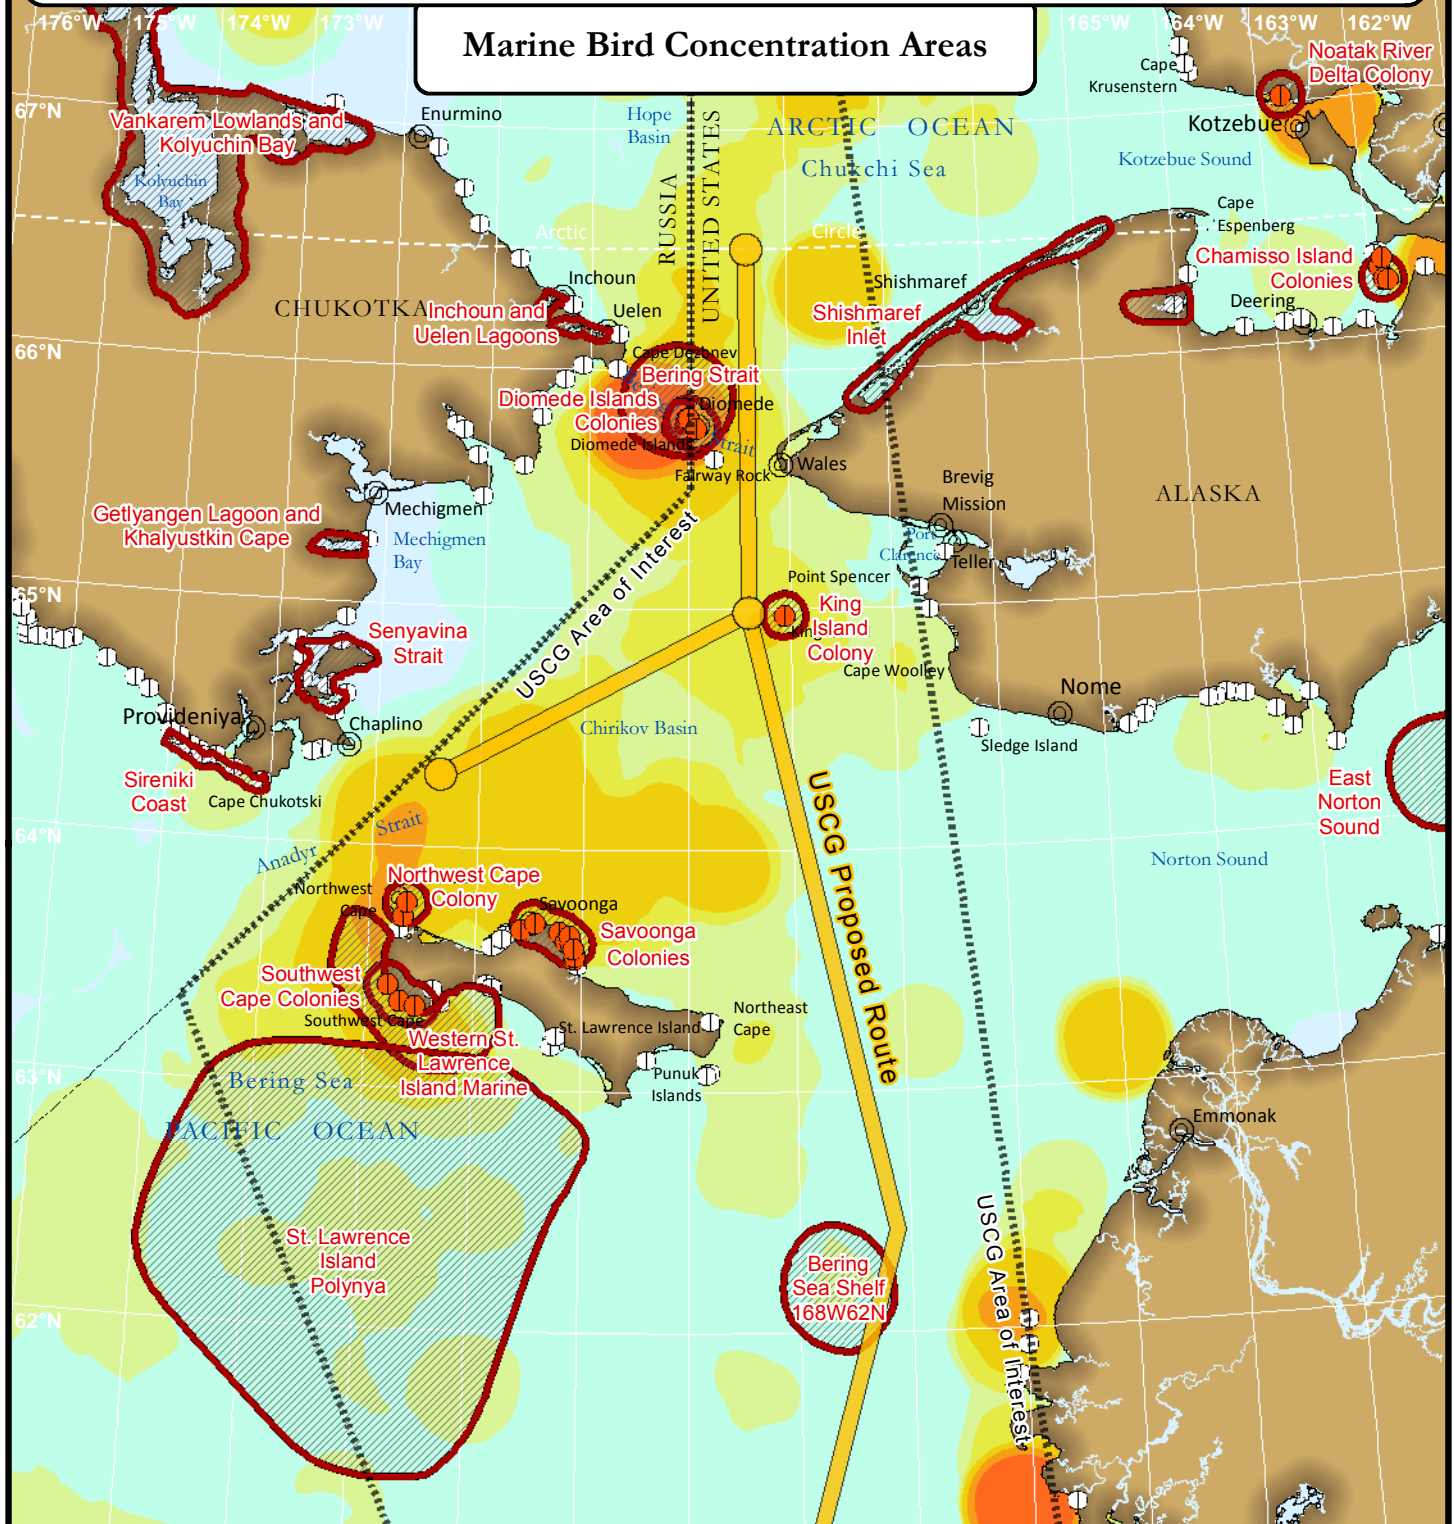 Marine Bird Concentration Areas
176°W
175°W
174°W
173°W
165°W
164°W
163°W
162°W
67°N
66°N
65°N
64°N
63°N
62°N
Noatak River
Delta Colony
Cape
Krusenstern
Kotzebue
Kotzebue Sound
Vankarem Lowlands and
Kolyuchin Bay
Kolyuchin
Bay
Enurmino
Hope
Basin
ARCTIC OCEAN
Chukchi Sea
RUSSIA
UNITED STATES
Arctic
Circle
Cape
Espenberg
Chamisso Island
Colonies
Deering
Shishmaref
Shishmaref
Inlet
CHUKOTKA
Inchoun
Inchoun and
Uelen Lagoons
Uelen
Cape Dezhnev
Bering Strait
Diomede Islands
Colonies
Diomede
Diomede Islands
Strait
Fairway Rock
Wales
Brevig
Mission
ALASKA
Port
Clarence
Teller
Point Spencer
Getlyangen Lagoon and
Khalyustkin Cape
Mechigmen
Mechigmen
Bay
USCG Area of Interest
King
Island
Colony
King
Cape Woolley
Senyavina
Strait
Provideniya
Chaplino
Sireniki
Coast
Cape Chukotski
Chirikov Basin
Nome
Sledge Island
East
Norton
Sound
Norton Sound
USCG Proposed Route
Anadyr
Strait
Northwest
Cape
Northwest Cape
Colony
Savoonga
Savoonga
Colonies
Southwest
Cape Colonies
Southwest Cape
Western St.
Lawrence
Island Marine
St. Lawrence Island
Northeast
Cape
Punuk
Islands
Bering Sea
PACIFIC OCEAN
St. Lawrence
Island
Polynya
Bering
Sea Shelf
168W62N
Emmonak
USCG Area of Interest